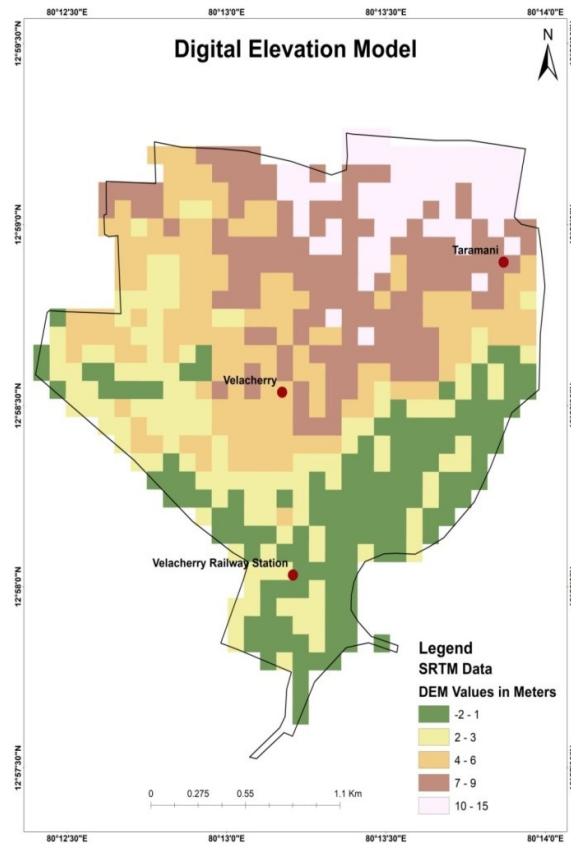 80°12'30"E 80°13'0"E 80°13'30"E 80°14'0"E
12°59'30"N
Digital Elevation Model
N
12°59'0"N
Taramani
Velacherry
12°58'30"N
Velacherry Railway Station
12°58'0"N
Legend
SRTM Data
DEM Values in Meters
-2 - 1
2 - 3
4 - 6
7 - 9
10 - 15
0 0.275 0.55 1.1 Km
12°57'30"N
80°12'30"E 80°13'0"E 80°13'30"E 80°14'0"E